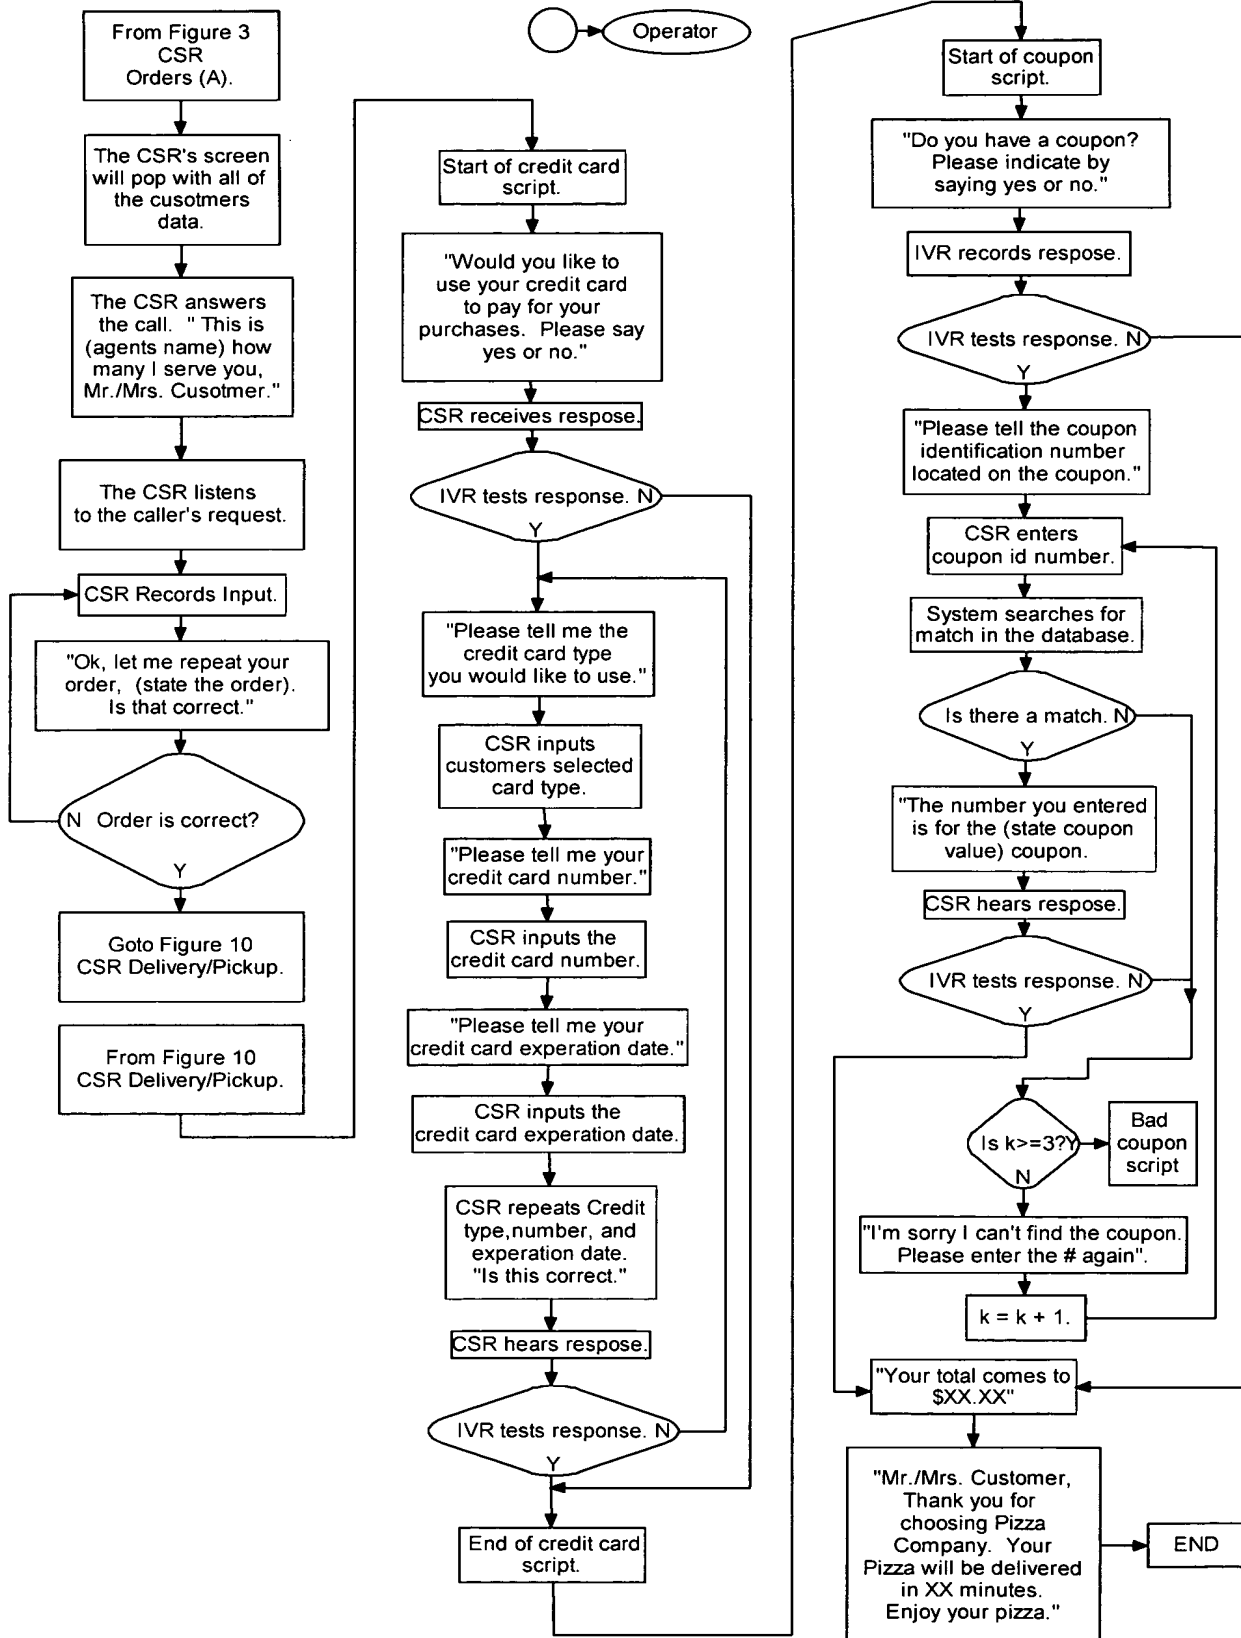 From Figure 3
CSR
Orders (A).
The CSR's screen
will pop with all of
the cusotmers
data.
The CSR answers
the call. " This is
(agents name) how
many I serve you,
Mr./Mrs. Cusotmer."
The CSR listens
to the caller's request.
CSR Records Input.
"Ok, let me repeat your
order, (state the order).
Is that correct."
N Order is correct?
Y
Goto Figure 10
CSR Delivery/Pickup.
From Figure 10
CSR Delivery/Pickup.
Operator
Start of credit card
script.
"Would you like to
use your credit card
to pay for your
purchases. Please say
yes or no."
CSR receives respose.
IVR tests response. N
Y
"Please tell me the
credit card type
you would like to use."
CSR inputs
customers selected
card type.
"Please tell me your
credit card number."
CSR inputs the
credit card number.
"Please tell me your
credit card experation date."
CSR inputs the
credit card experation date.
CSR repeats Credit
type,number, and
experation date.
"Is this correct."
CSR hears respose.
IVR tests response. N
Y
End of credit card
script.
Start of coupon
script.
"Do you have a coupon?
Please indicate by
saying yes or no."
IVR records respose.
IVR tests response. N
Y
"Please tell the coupon
identification number
located on the coupon."
CSR enters
coupon id number.
System searches for
match in the database.
Is there a match. N
Y
"The number you entered
is for the (state coupon
value) coupon.
CSR hears respose.
IVR tests response. N
Y
Is k>=3?Y
N
Bad
coupon
script
"I'm sorry I can't find the coupon.
Please enter the # again".
k = k + 1.
"Your total comes to
$XX.XX"
"Mr./Mrs. Customer,
Thank you for
choosing Pizza
Company. Your
Pizza will be delivered
in XX minutes.
Enjoy your pizza."
END